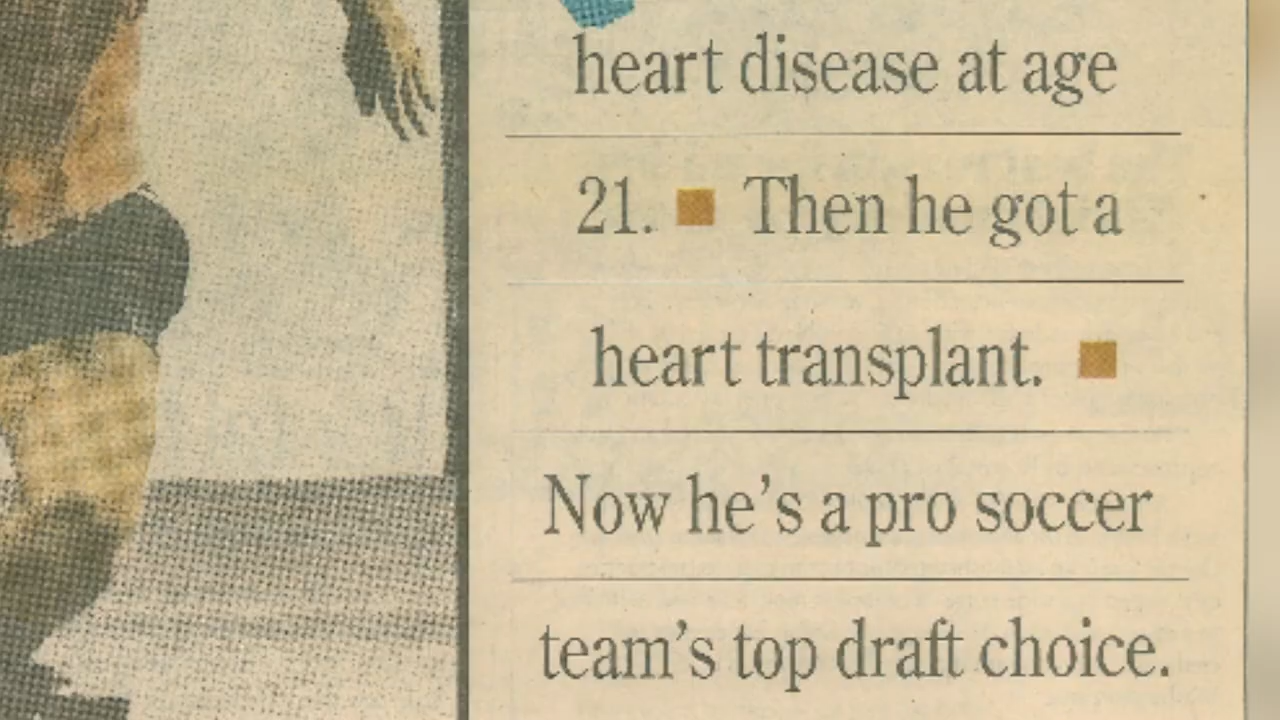 heart disease at age
21. ■ Then he got a
heart transplant. ■
Now he's a pro soccer
team's top draft choice.